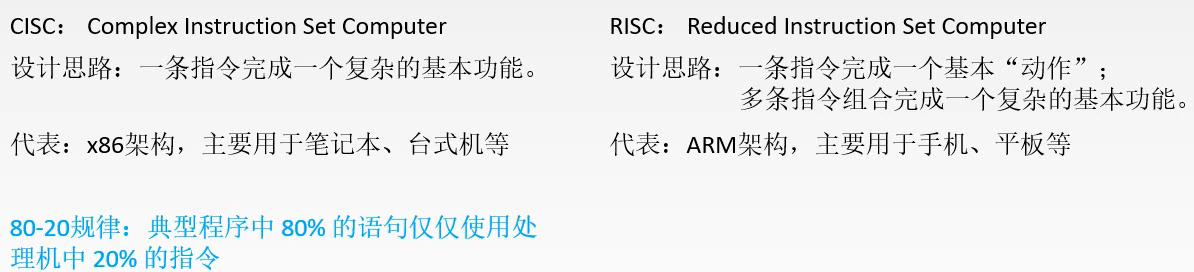 CISC： Complex Instruction Set Computer
设计思路：一条指令完成一个复杂的基本功能。
代表：x86架构，主要用于笔记本、台式机等
80-20规律：典型程序中 80% 的语句仅仅使用处
理机中 20% 的指令
RISC： Reduced Instruction Set Computer
设计思路：一条指令完成一个基本“动作”；
多条指令组合完成一个复杂的基本功能。
代表：ARM架构，主要用于手机、平板等